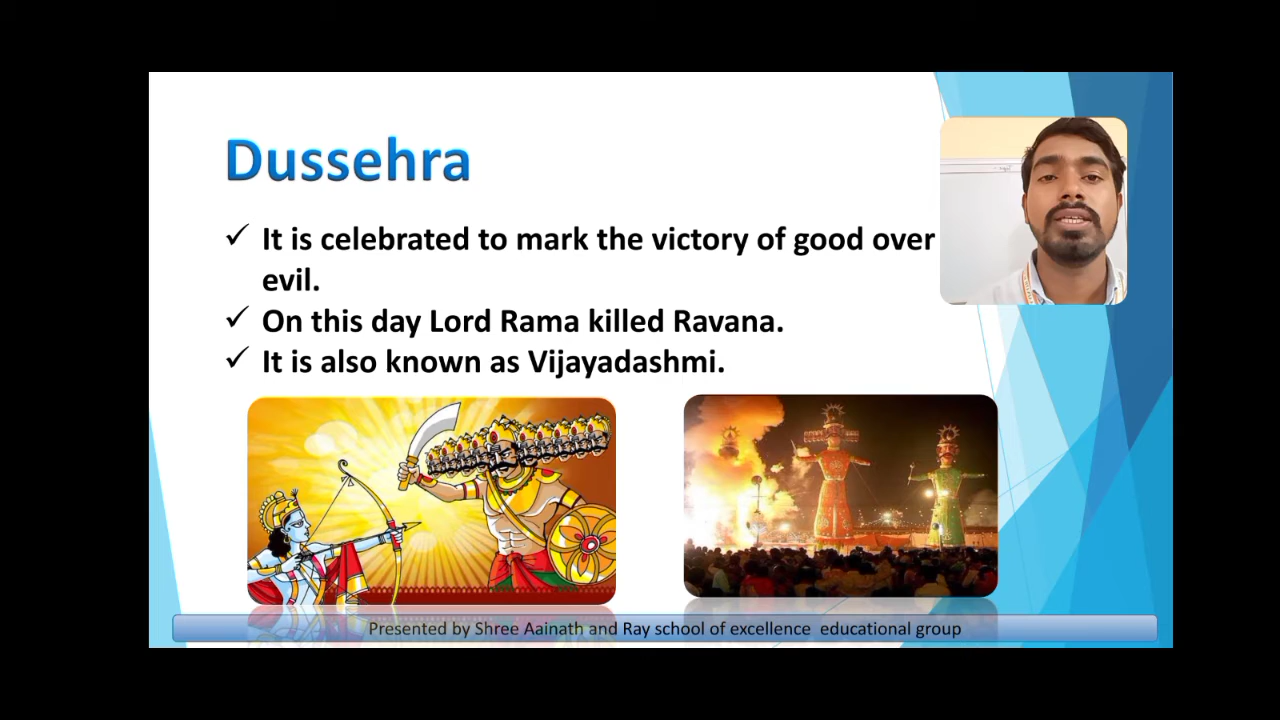 Dussehra
✓ It is celebrated to mark the victory of good over
evil.
✓ On this day Lord Rama killed Ravana.
✓ It is also known as Vijayadashmi.
Presented by Shree Aainath and Ray school of excellence educational group